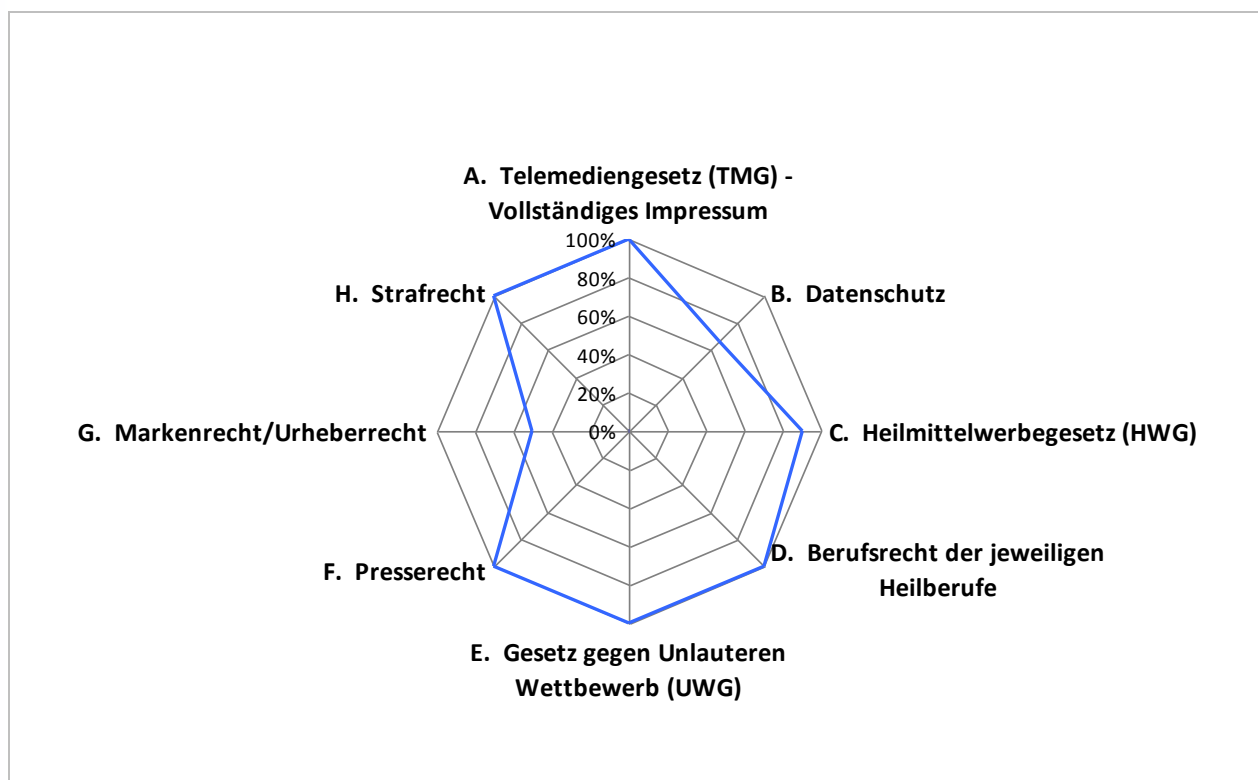 A. Telemediengesetz (TMG) -
Vollständiges Impressum
100%
H. Strafrecht
80%
B. Datenschutz
60%
40%
20%
G. Markenrecht/Urheberrecht
0%
C. Heilmittelwerbegesetz (HWG)
F. Presserecht
D. Berufsrecht der jeweiligen
Heilberufe
E. Gesetz gegen Unlauteren
Wettbewerb (UWG)